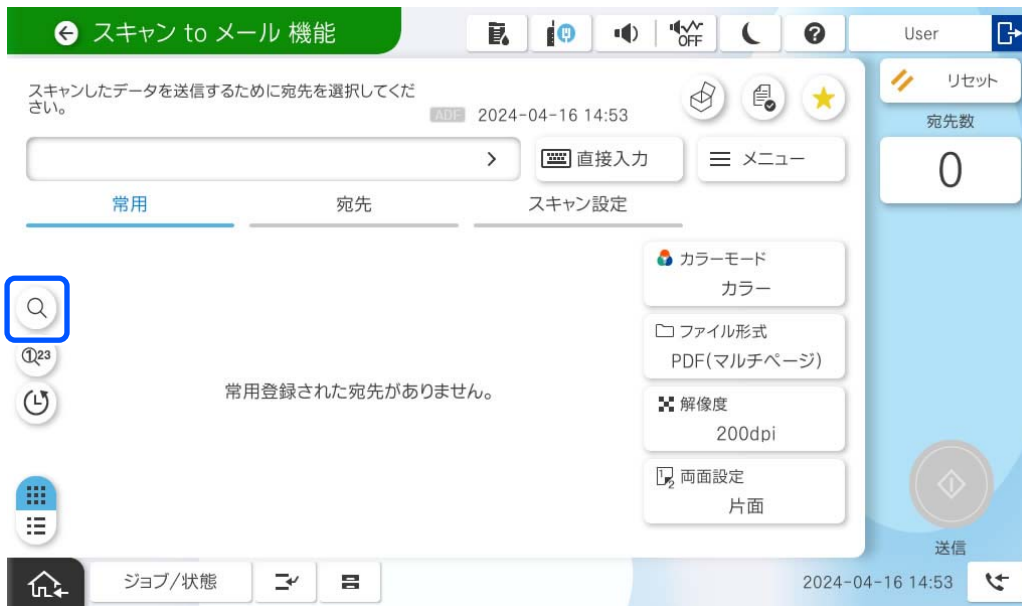 スキャン to メール 機能
OFF
User
スキャンしたデータを送信するために宛先を選択してくだ
さい。
ADF 2024-04-16 14:53
リセット
宛先数
0
直接入力
メニュー
常用 宛先 スキャン設定
カラーモード
カラー
ファイル形式
PDF(マルチページ)
123
常用登録された宛先がありません。
解像度
200dpi
両面設定
片面
送信
ジョブ/状態
2024-04-16 14:53